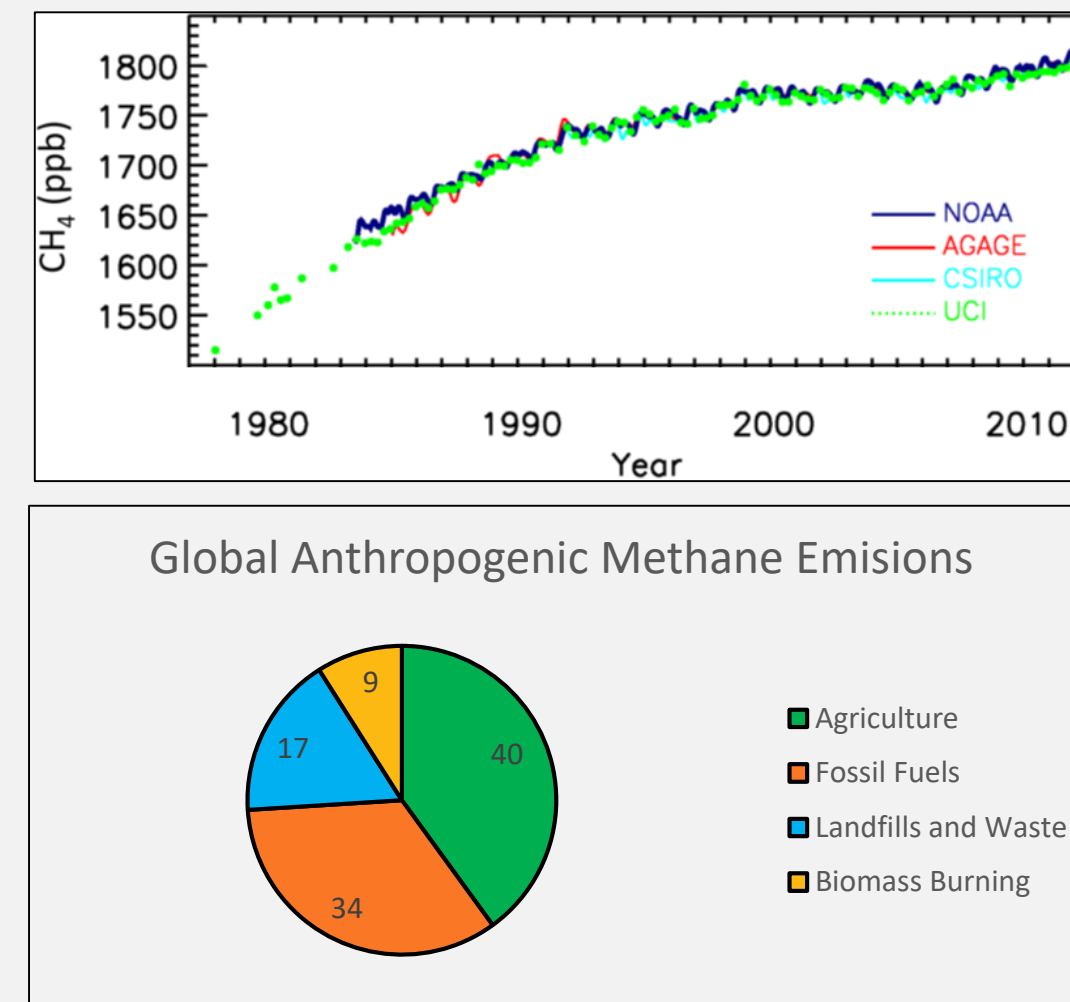 1800
1750
1700
1650
1600
1550
CH₄ (ppb)
NOAA
AGAGE
CSIRO
UCI
1980 1990 2000 2010
Year
Global Anthropogenic Methane Emisions
9
17
40
34
Agriculture
Fossil Fuels
Landfills and Waste
Biomass Burning